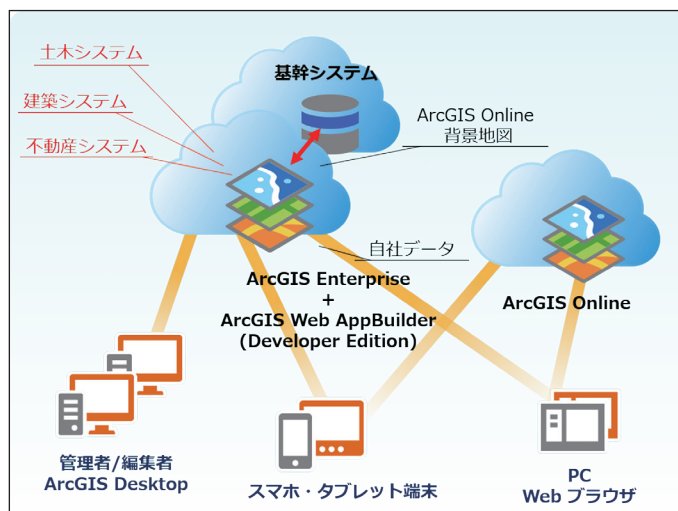 土木システム
建築システム
不動産システム
基幹システム
ArcGIS Online
背景地図
自社データ
ArcGIS Enterprise
+
ArcGIS Web AppBuilder
(Developer Edition)
ArcGIS Online
管理者/編集者
ArcGIS Desktop
スマホ・タブレット端末
PC
Web ブラウザ